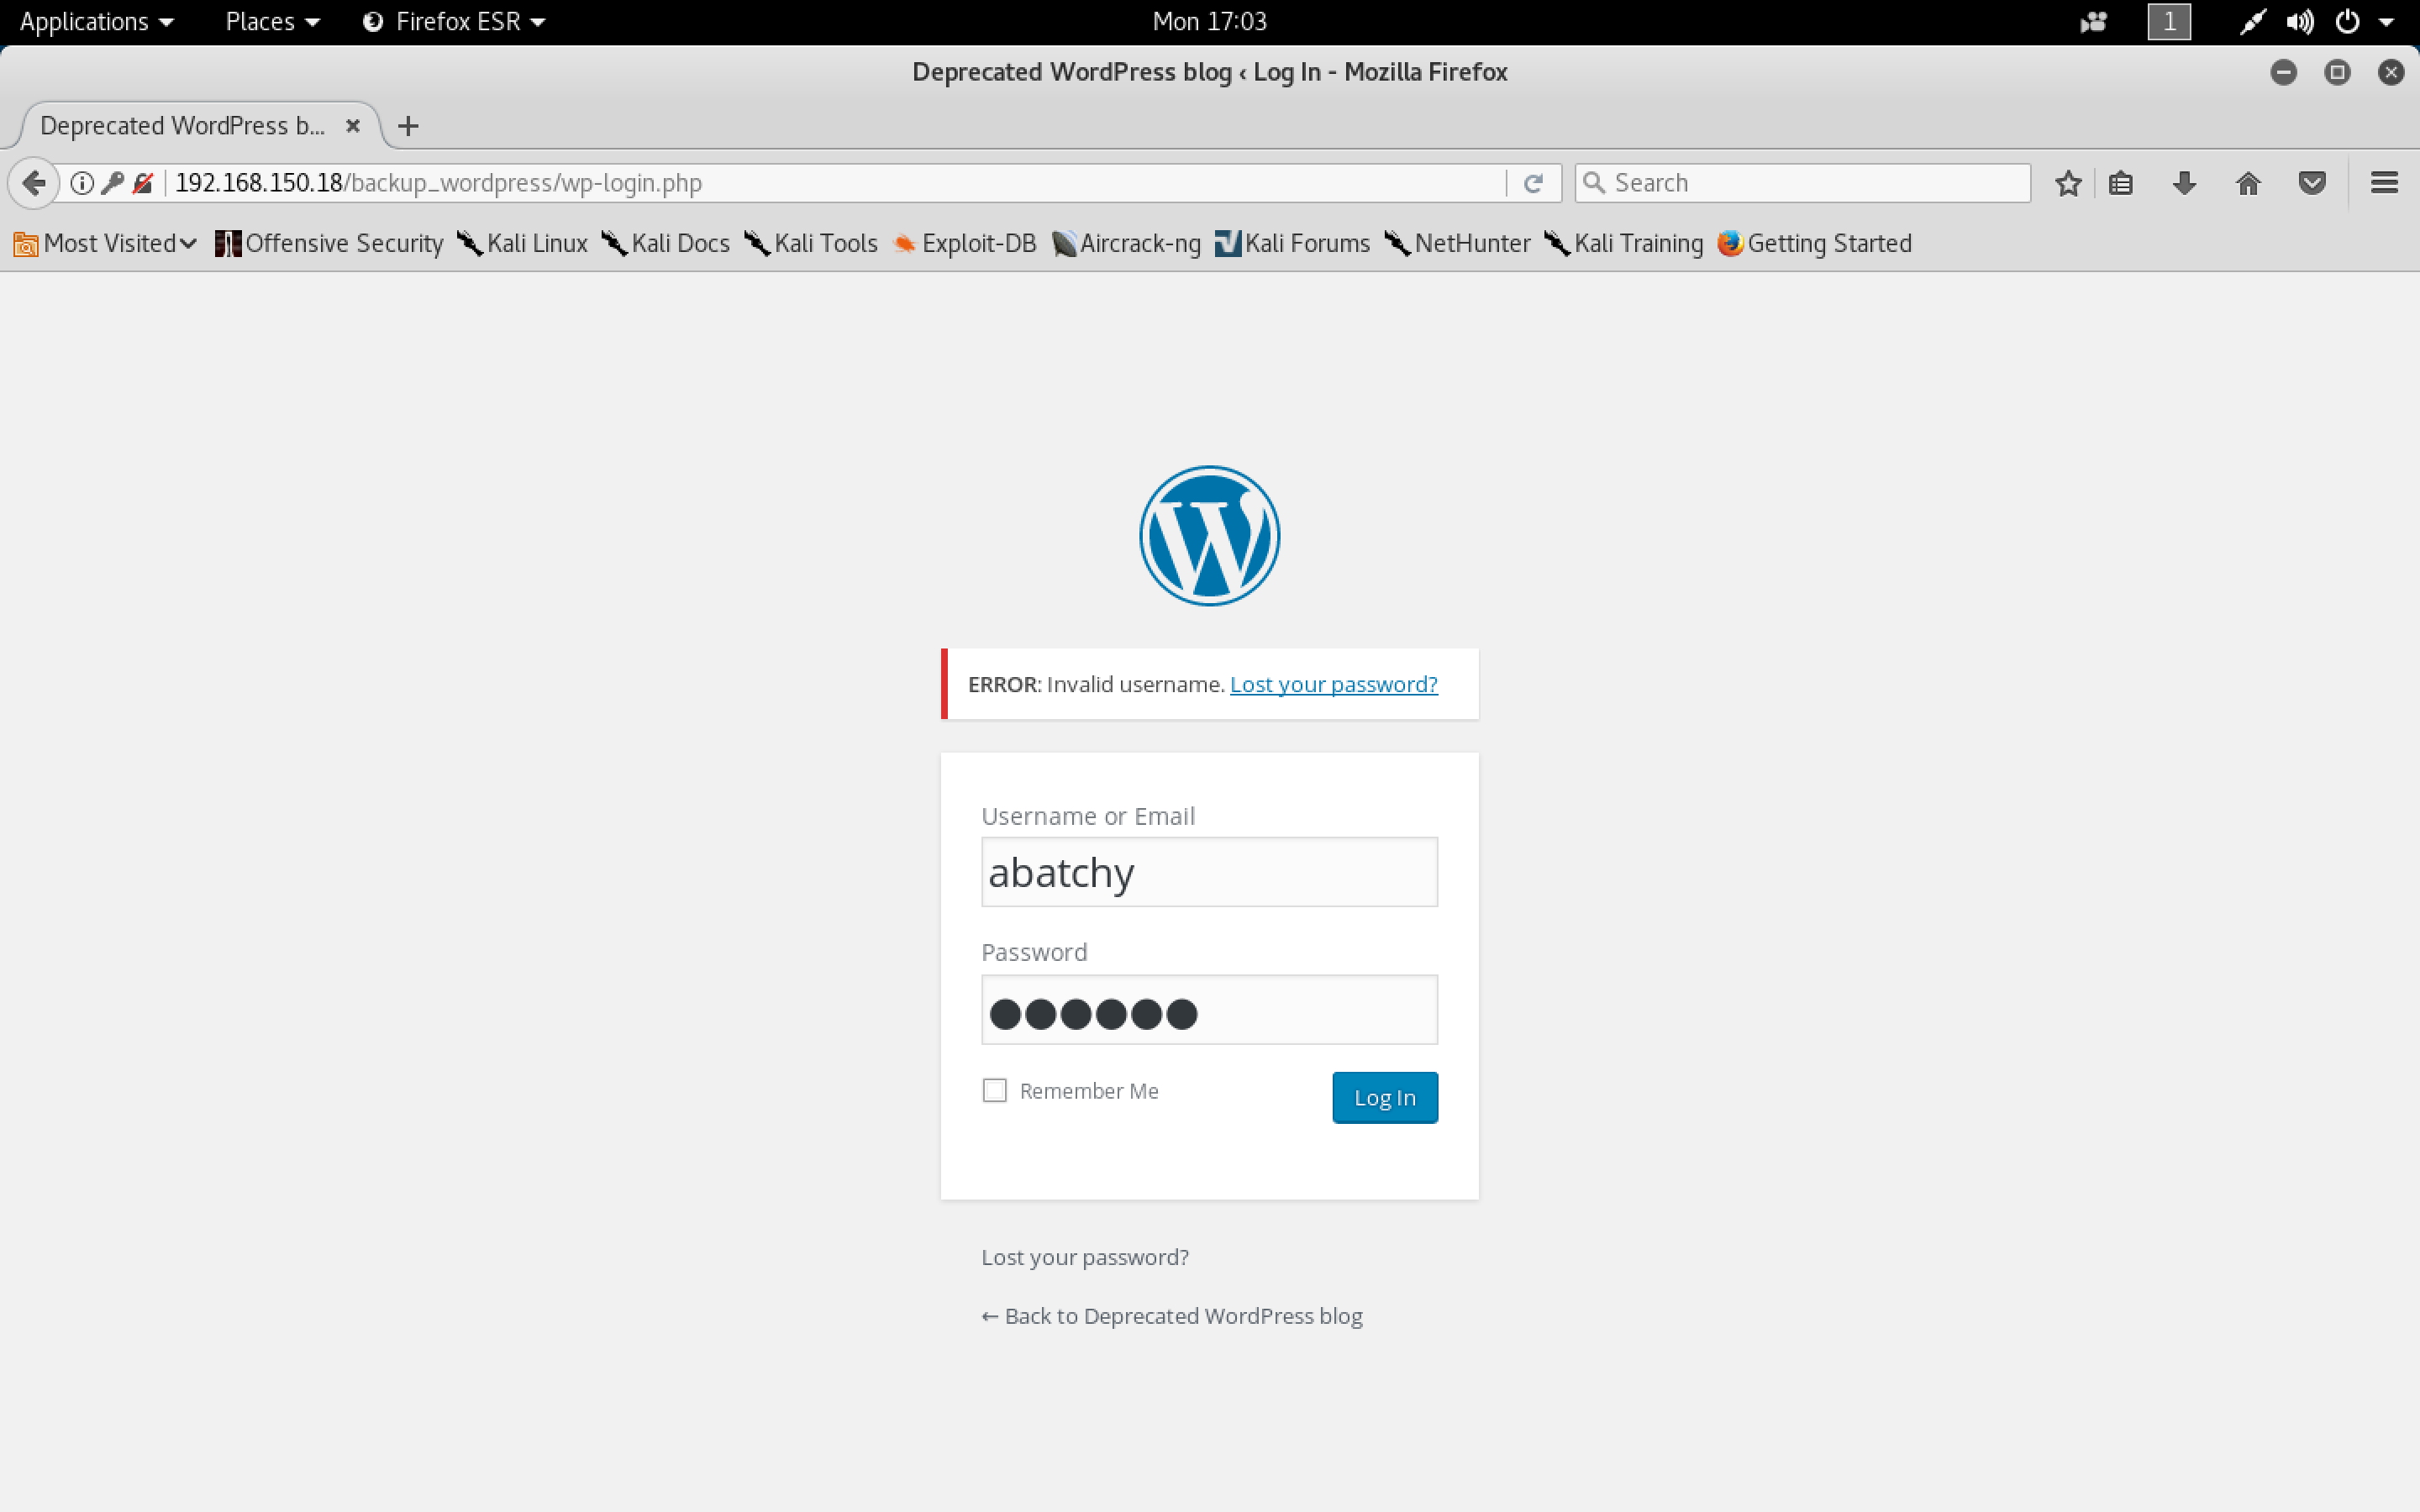 Applications Places Firefox ESR Mon 17:03 1
Deprecated WordPress blog ‹ Log In - Mozilla Firefox
Deprecated WordPress b...
192.168.150.18/backup_wordpress/wp-login.php Search
Most Visited Offensive Security Kali Linux Kali Docs Kali Tools Exploit-DB Aircrack-ng Kali Forums NetHunter Kali Training Getting Started
ERROR: Invalid username. Lost your password?
Username or Email
abatchy
Password
Remember Me Log In
Lost your password?
← Back to Deprecated WordPress blog